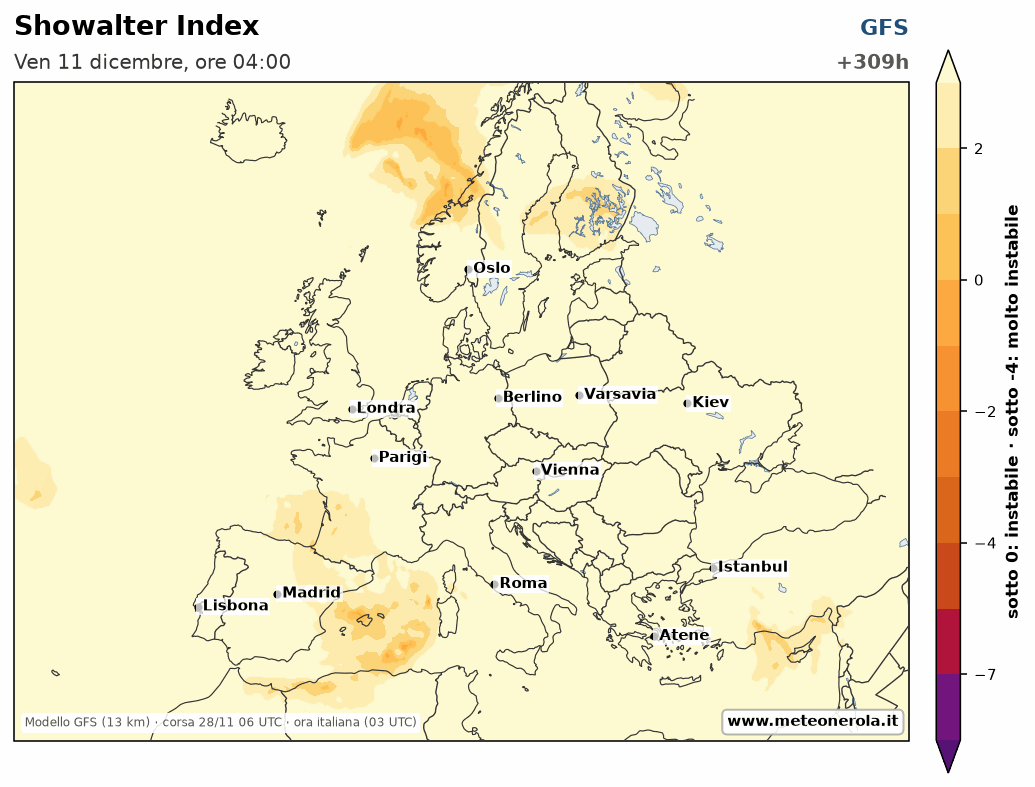 Showalter Index
GFS
Ven 11 dicembre, ore 04:00
+309h
Oslo
Londra
Berlino
Varsavia
Kiev
Parigi
Vienna
Istanbul
Roma
Madrid
Lisbona
Atene
Modello GFS (13 km) · corsa 28/11 06 UTC · ora italiana (03 UTC)
www.meteonerola.it
2
0
−2
−4
−7
sotto 0: instabile · sotto -4: molto instabile